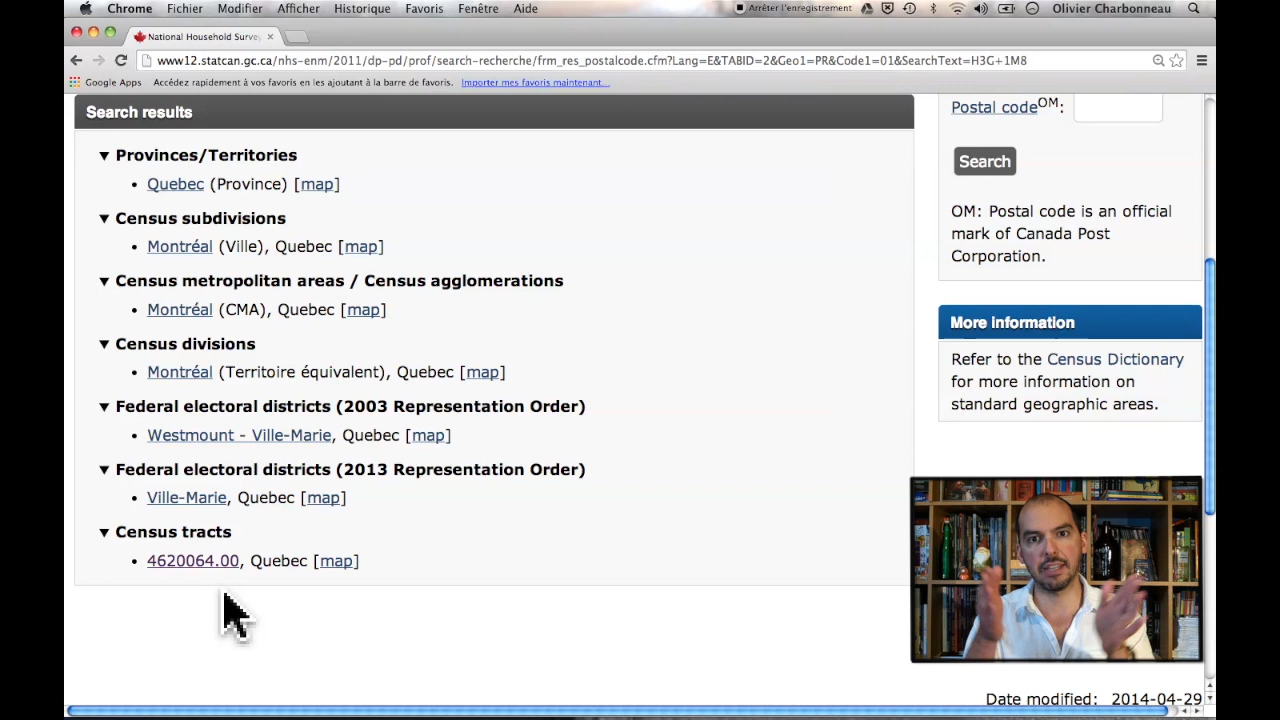 Chrome Fichier Modifier Afficher Historique Favoris Fenêtre Aide Arrêter l'enregistrement Olivier Charbonneau
National Household Surve
www12.statcan.gc.ca/nhs-enm/2011/dp-pd/prof/search-recherche/frm_res_postalcode.cfm?Lang=E&TABID=2&Geo1=PR&Code1=01&SearchText=H3G+1M8
Google Apps Accédez rapidement à vos favoris en les ajoutant à la barre de favoris. Importer mes favoris maintenant...
Search results
Provinces/Territories
• Quebec (Province) [map]
Census subdivisions
• Montréal (Ville), Quebec [map]
Census metropolitan areas / Census agglomerations
• Montréal (CMA), Quebec [map]
Census divisions
• Montréal (Territoire équivalent), Quebec [map]
Federal electoral districts (2003 Representation Order)
• Westmount - Ville-Marie, Quebec [map]
Federal electoral districts (2013 Representation Order)
• Ville-Marie, Quebec [map]
Census tracts
• 4620064.00, Quebec [map]
Postal codeOM:
Search
OM: Postal code is an official
mark of Canada Post
Corporation.
More information
Refer to the Census Dictionary
for more information on
standard geographic areas.
Date modified: 2014-04-29